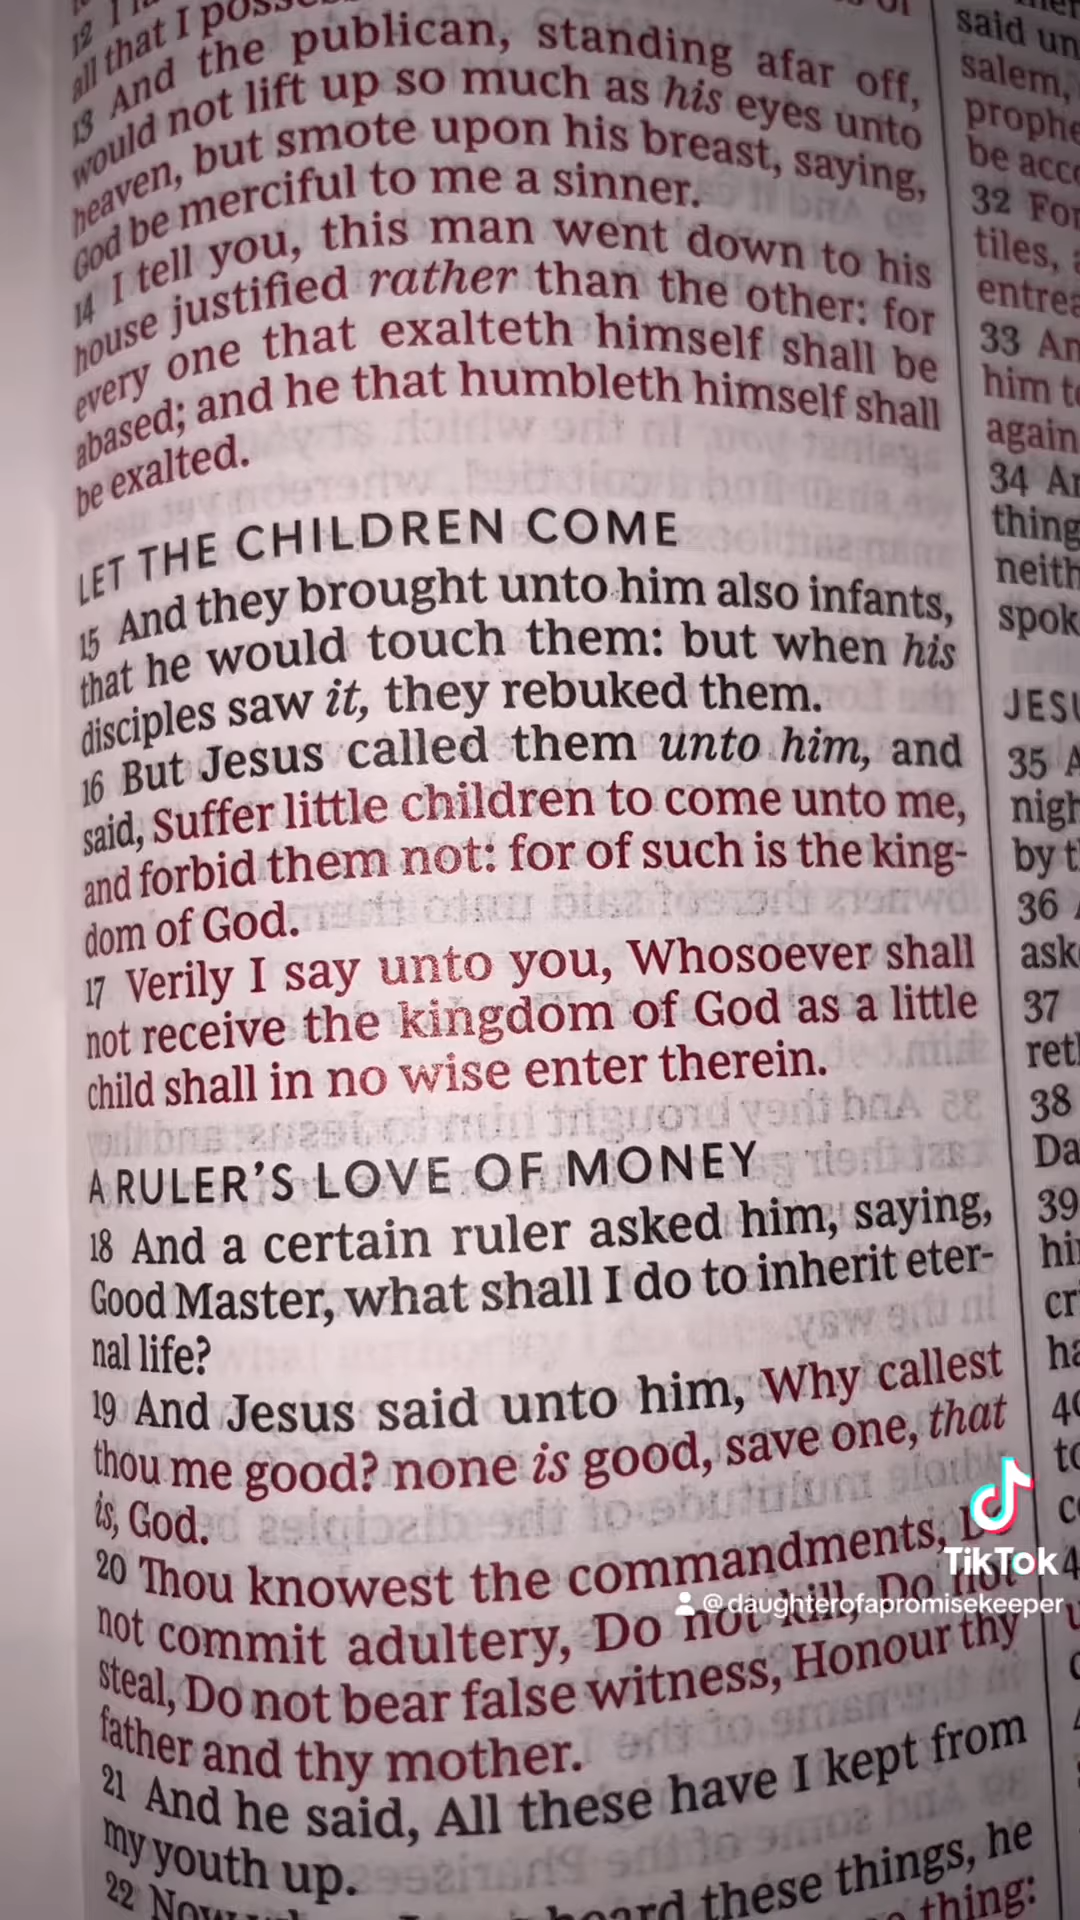 all that I
13 And the publican, standing afar off,
would not lift up so much as his eyes unto
heaven, but smote upon his breast, saying,
God be merciful to me a sinner.
14 I tell you, this man went down to his
house justified rather than the other: for
every one that exalteth himself shall be
abased; and he that humbleth himself shall
be exalted.
LET THE CHILDREN COME
15 And they brought unto him also infants,
that he would touch them: but when his
disciples saw it, they rebuked them.
16 But Jesus called them unto him, and
said, Suffer little children to come unto me,
and forbid them not: for of such is the king-
dom of God.
17 Verily I say unto you, Whosoever shall
not receive the kingdom of God as a little
child shall in no wise enter therein.
A RULER'S LOVE OF MONEY
18 And a certain ruler asked him, saying,
Good Master, what shall I do to inherit eter-
nal life?
19 And Jesus said unto him, Why callest
thou me good? none is good, save one, that
is, God.
20 Thou knowest the commandments, Do
not commit adultery, Do not kill, Do not
steal, Do not bear false witness, Honour thy
father and thy mother.
21 And he said, All these have I kept from
my youth up.
22 Now heard these things, he
thing:
said
salem,
be
32 For
tiles,
33 An
him
again
34
thing
neith
spok
JESU
35 A
nigh
by
36
ask
37
38
Da
39
TikTok
@daughterofapromisekeeper